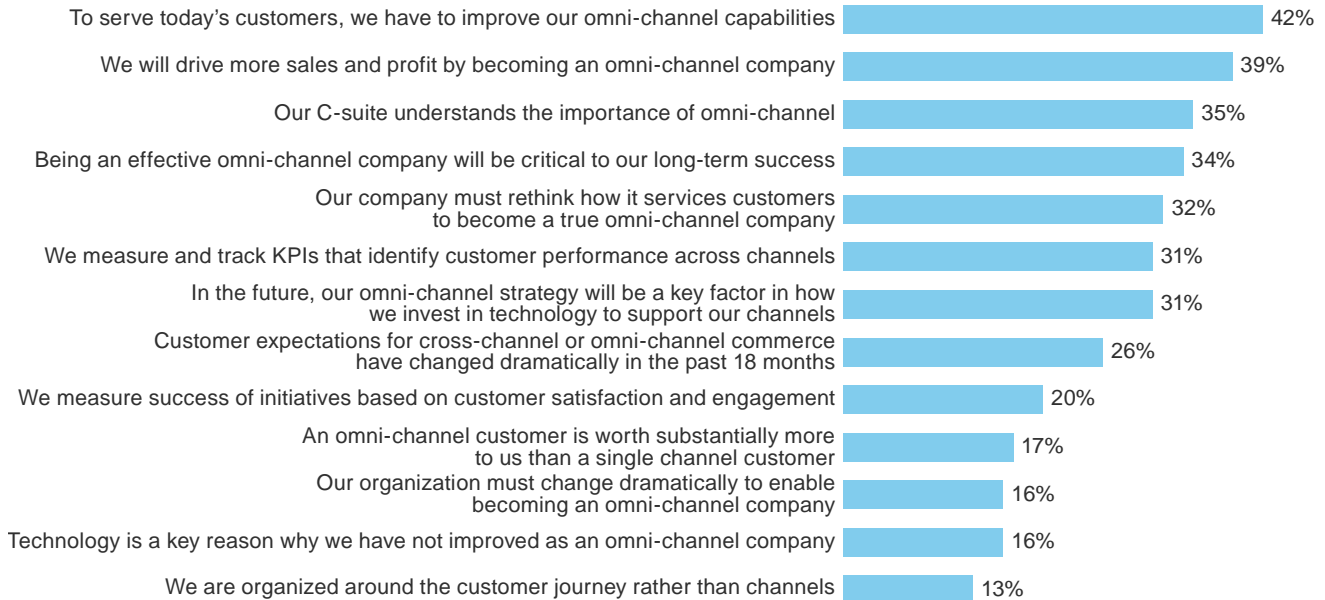 To serve today’s customers, we have to improve our omni-channel capabilities 42%
We will drive more sales and profit by becoming an omni-channel company 39%
Our C-suite understands the importance of omni-channel 35%
Being an effective omni-channel company will be critical to our long-term success 34%
Our company must rethink how it services customers
to become a true omni-channel company 32%
We measure and track KPIs that identify customer performance across channels 31%
In the future, our omni-channel strategy will be a key factor in how
we invest in technology to support our channels 31%
Customer expectations for cross-channel or omni-channel commerce
have changed dramatically in the past 18 months 26%
We measure success of initiatives based on customer satisfaction and engagement 20%
An omni-channel customer is worth substantially more
to us than a single channel customer 17%
Our organization must change dramatically to enable
becoming an omni-channel company 16%
Technology is a key reason why we have not improved as an omni-channel company 16%
We are organized around the customer journey rather than channels 13%